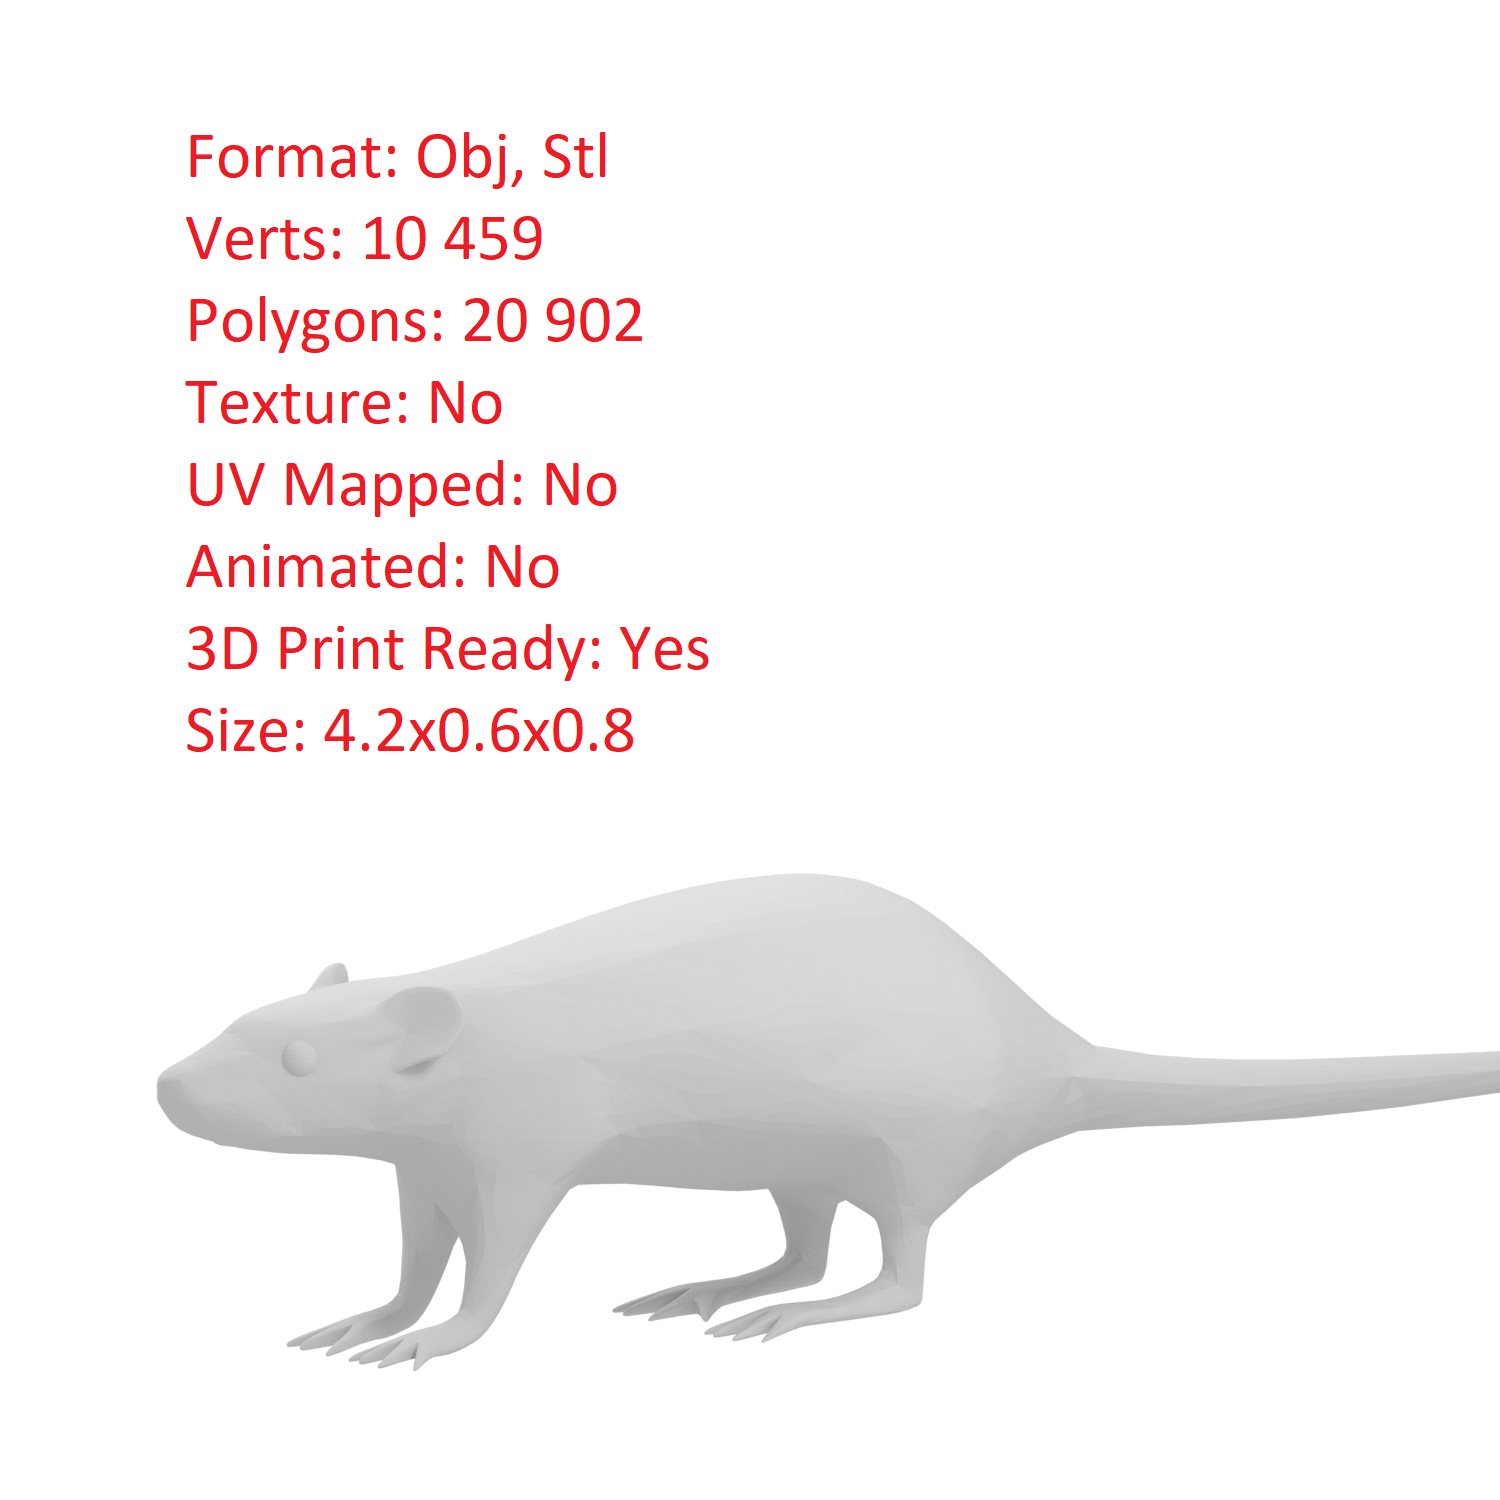 Format: Obj, Stl
Verts: 10 459
Polygons: 20 902
Texture: No
UV Mapped: No
Animated: No
3D Print Ready: Yes
Size: 4.2x0.6x0.8